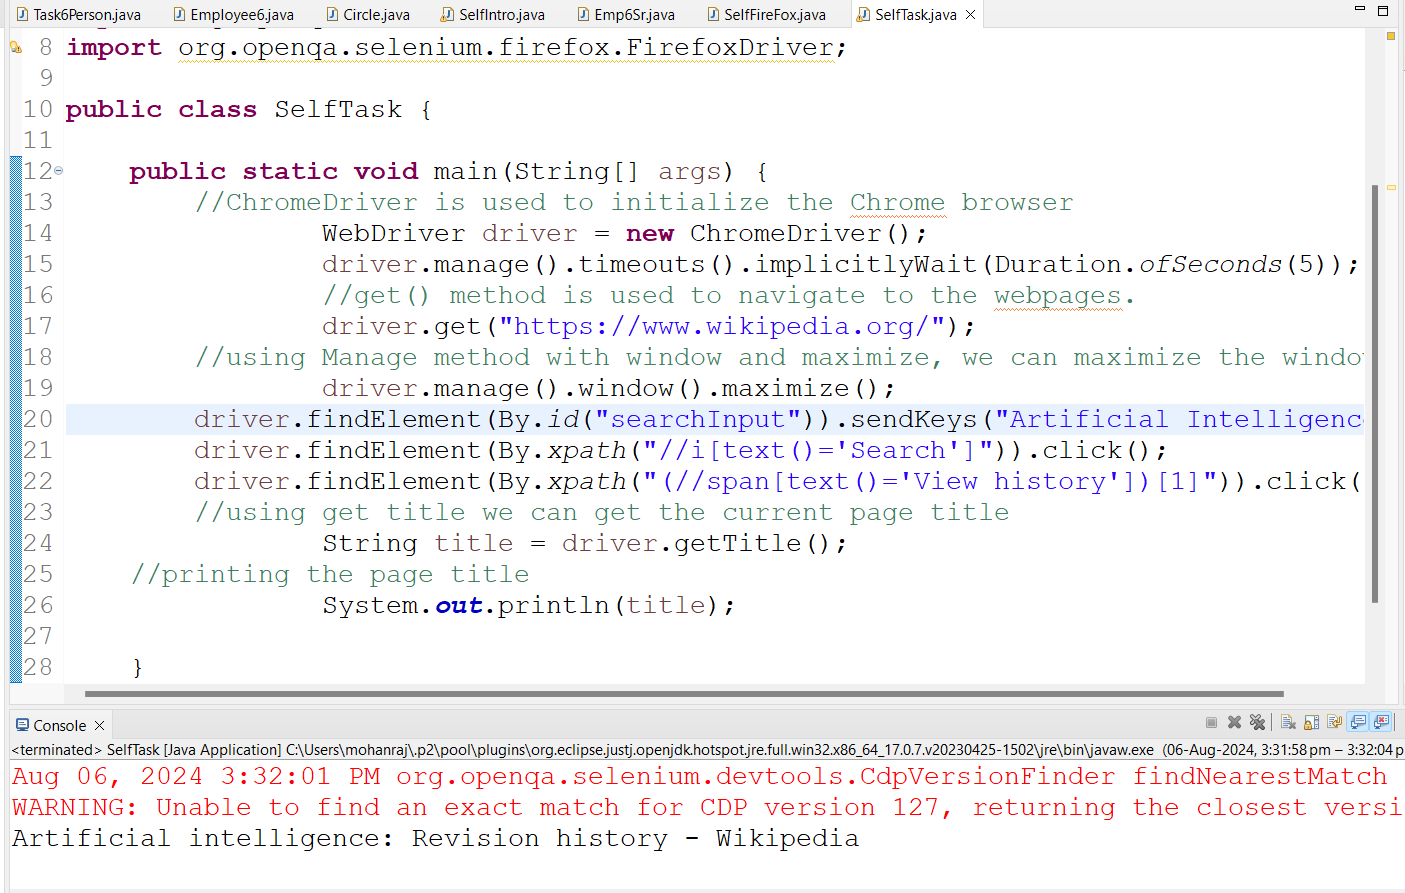 Task6Person.java Employee6.java Circle.java SelfIntro.java Emp6Sr.java SelfFireFox.java SelfTask.java
8 import org.openqa.selenium.firefox.FirefoxDriver;
9
10 public class SelfTask {
11
12 public static void main(String[] args) {
13 //ChromeDriver is used to initialize the Chrome browser
14 WebDriver driver = new ChromeDriver();
15 driver.manage().timeouts().implicitlyWait(Duration.ofSeconds(5));
16 //get() method is used to navigate to the webpages.
17 driver.get("https://www.wikipedia.org/");
18 //using Manage method with window and maximize, we can maximize the windo
19 driver.manage().window().maximize();
20 driver.findElement(By.id("searchInput")).sendKeys("Artificial Intelligenc
21 driver.findElement(By.xpath("//i[text()='Search']")).click();
22 driver.findElement(By.xpath("(//span[text()='View history'])[1]")).click(
23 //using get title we can get the current page title
24 String title = driver.getTitle();
25 //printing the page title
26 System.out.println(title);
27
28 }
Console
<terminated> SelfTask [Java Application] C:\Users\mohanraj\.p2\pool\plugins\org.eclipse.justj.openjdk.hotspot.jre.full.win32.x86_64_17.0.7.v20230425-1502\jre\bin\javaw.exe (06-Aug-2024, 3:31:58 pm – 3:32:04 p
Aug 06, 2024 3:32:01 PM org.openqa.selenium.devtools.CdpVersionFinder findNearestMatch
WARNING: Unable to find an exact match for CDP version 127, returning the closest versi
Artificial intelligence: Revision history - Wikipedia